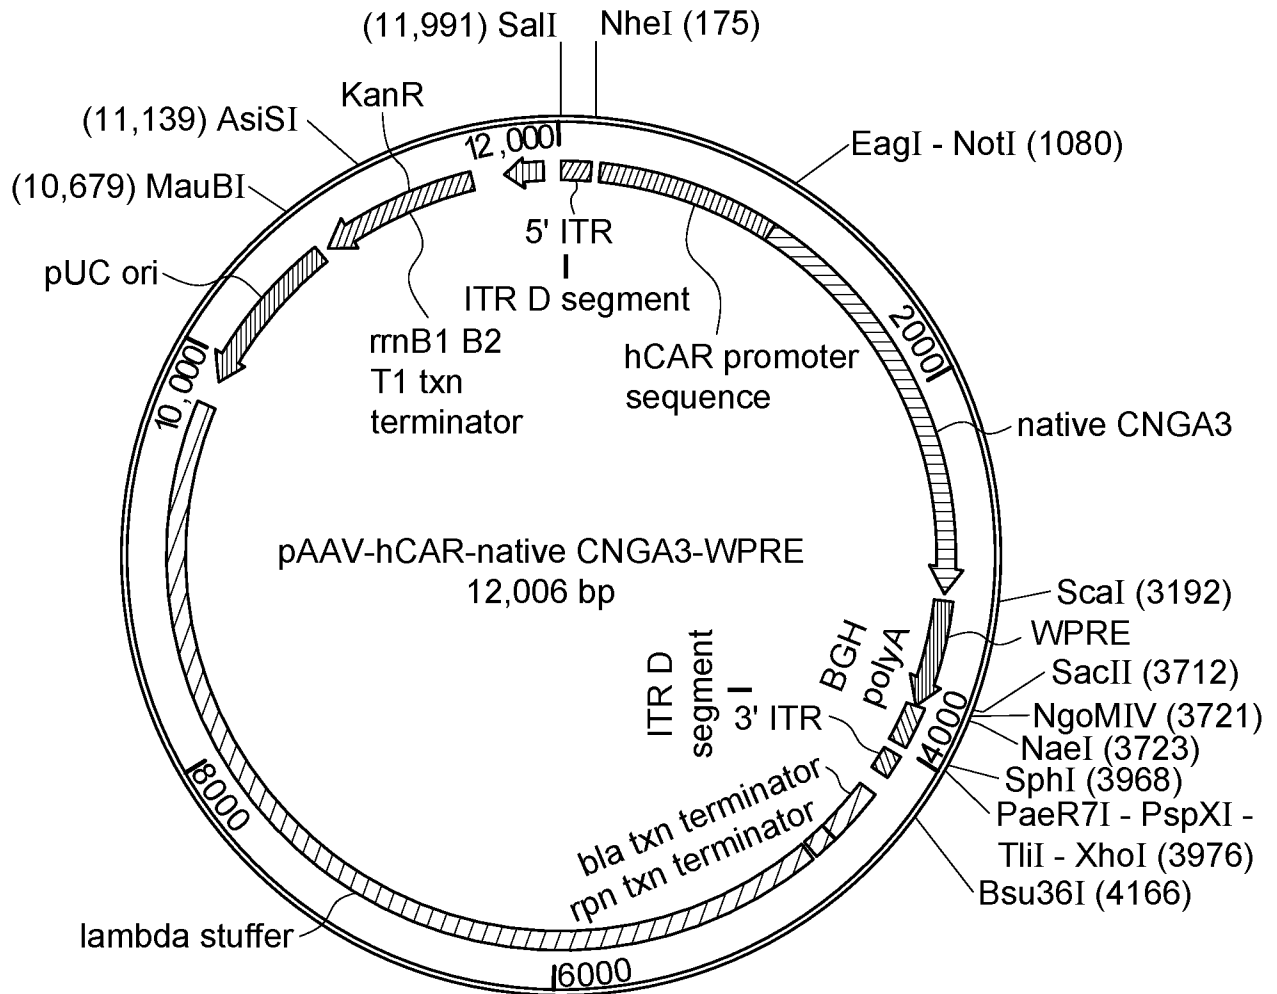 (11,991) SalI
NheI (175)
KanR
(11,139) AsiSI
12,000
EagI - NotI (1080)
(10,679) MauBI
5' ITR
pUC ori
ITR D segment
2000
rrnB1 B2
T1 txn
terminator
hCAR promoter
sequence
10,000
native CNGA3
pAAV-hCAR-native CNGA3-WPRE
12,006 bp
ScaI (3192)
WPRE
BGH
polyA
ITR D
segment
SacII (3712)
3' ITR
NgoMIV (3721)
4000
NaeI (3723)
SphI (3968)
8000
bla txn terminator
PaeR7I - PspXI -
TliI - XhoI (3976)
rpn txn terminator
Bsu36I (4166)
lambda stuffer
6000